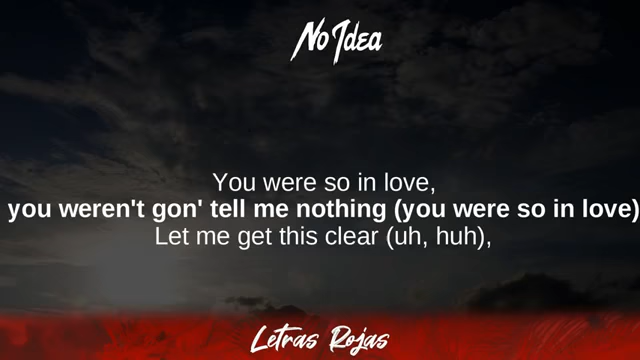 No Idea
You were so in love,
you weren't gon' tell me nothing (you were so in love)
Let me get this clear (uh, huh),
Letras Rojas